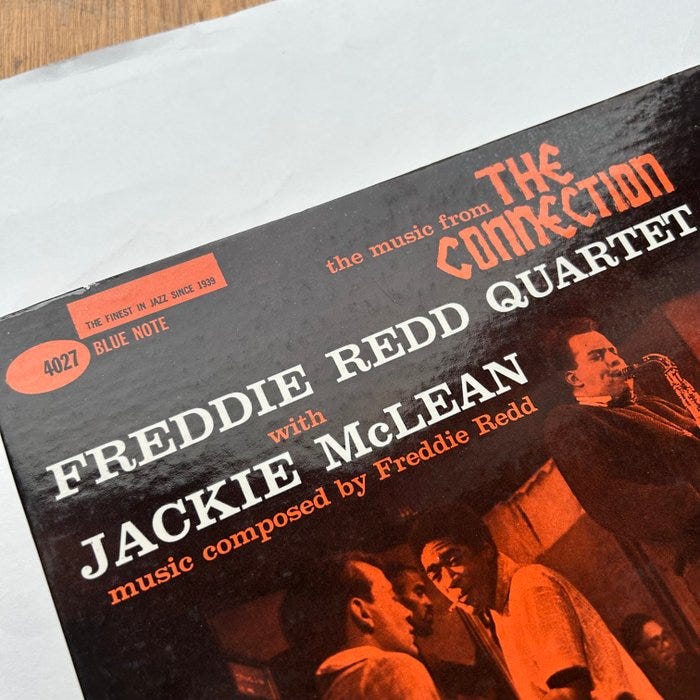 the music from THE
CONNECTION
THE FINEST IN JAZZ SINCE 1939
4027 BLUE NOTE
FREDDIE REDD QUARTET
with
JACKIE McLEAN
music composed by Freddie Redd